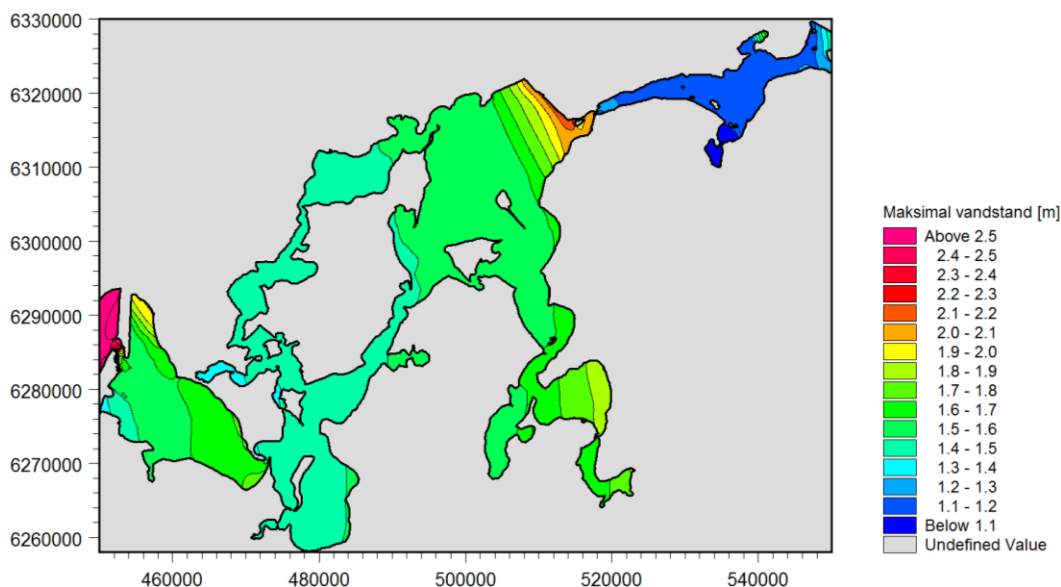 6330000
6320000
6310000
6300000
6290000
6280000
6270000
6260000
460000 480000 500000 520000 540000
Maksimal vandstand [m]
Above 2.5
2.4 - 2.5
2.3 - 2.4
2.2 - 2.3
2.1 - 2.2
2.0 - 2.1
1.9 - 2.0
1.8 - 1.9
1.7 - 1.8
1.6 - 1.7
1.5 - 1.6
1.4 - 1.5
1.3 - 1.4
1.2 - 1.3
1.1 - 1.2
Below 1.1
Undefined Value